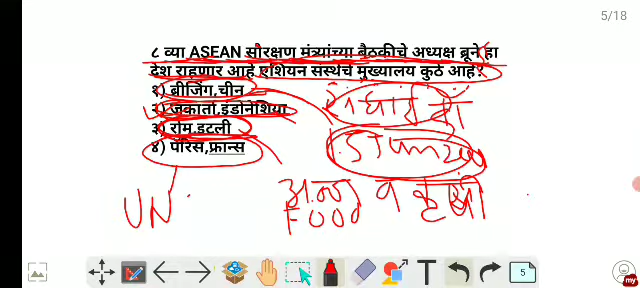 5/18
८ व्या ASEAN सौरक्षण मंत्र्यांच्या बैठकीचे अध्यक्ष ब्रूनेई हा
देश राहणार आहे एशियन संस्थेचे मुख्यालय कुठे आहे?
१) बीजिंग,चीन
२) जकार्ता,इंडोनेशिया
३) रोम,इटली
४) पॅरिस,फ्रान्स
UN
FOOD
व कृषी
T
5
my